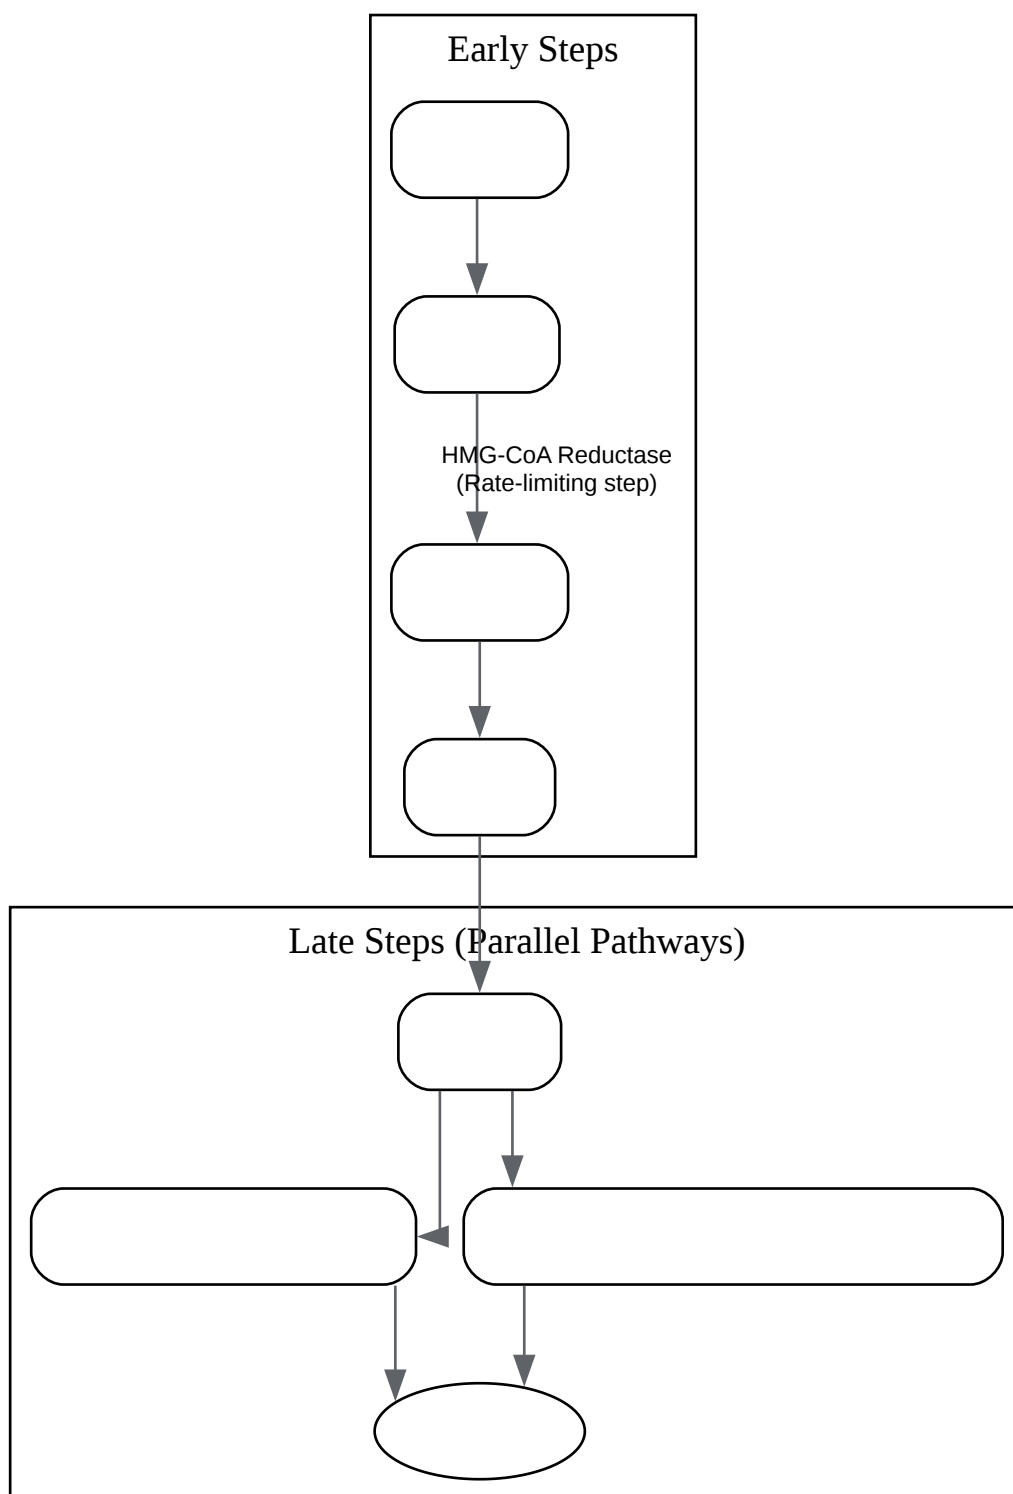 Early Steps
HMG-CoA Reductase
(Rate-limiting step)
Late Steps (Parallel Pathways)